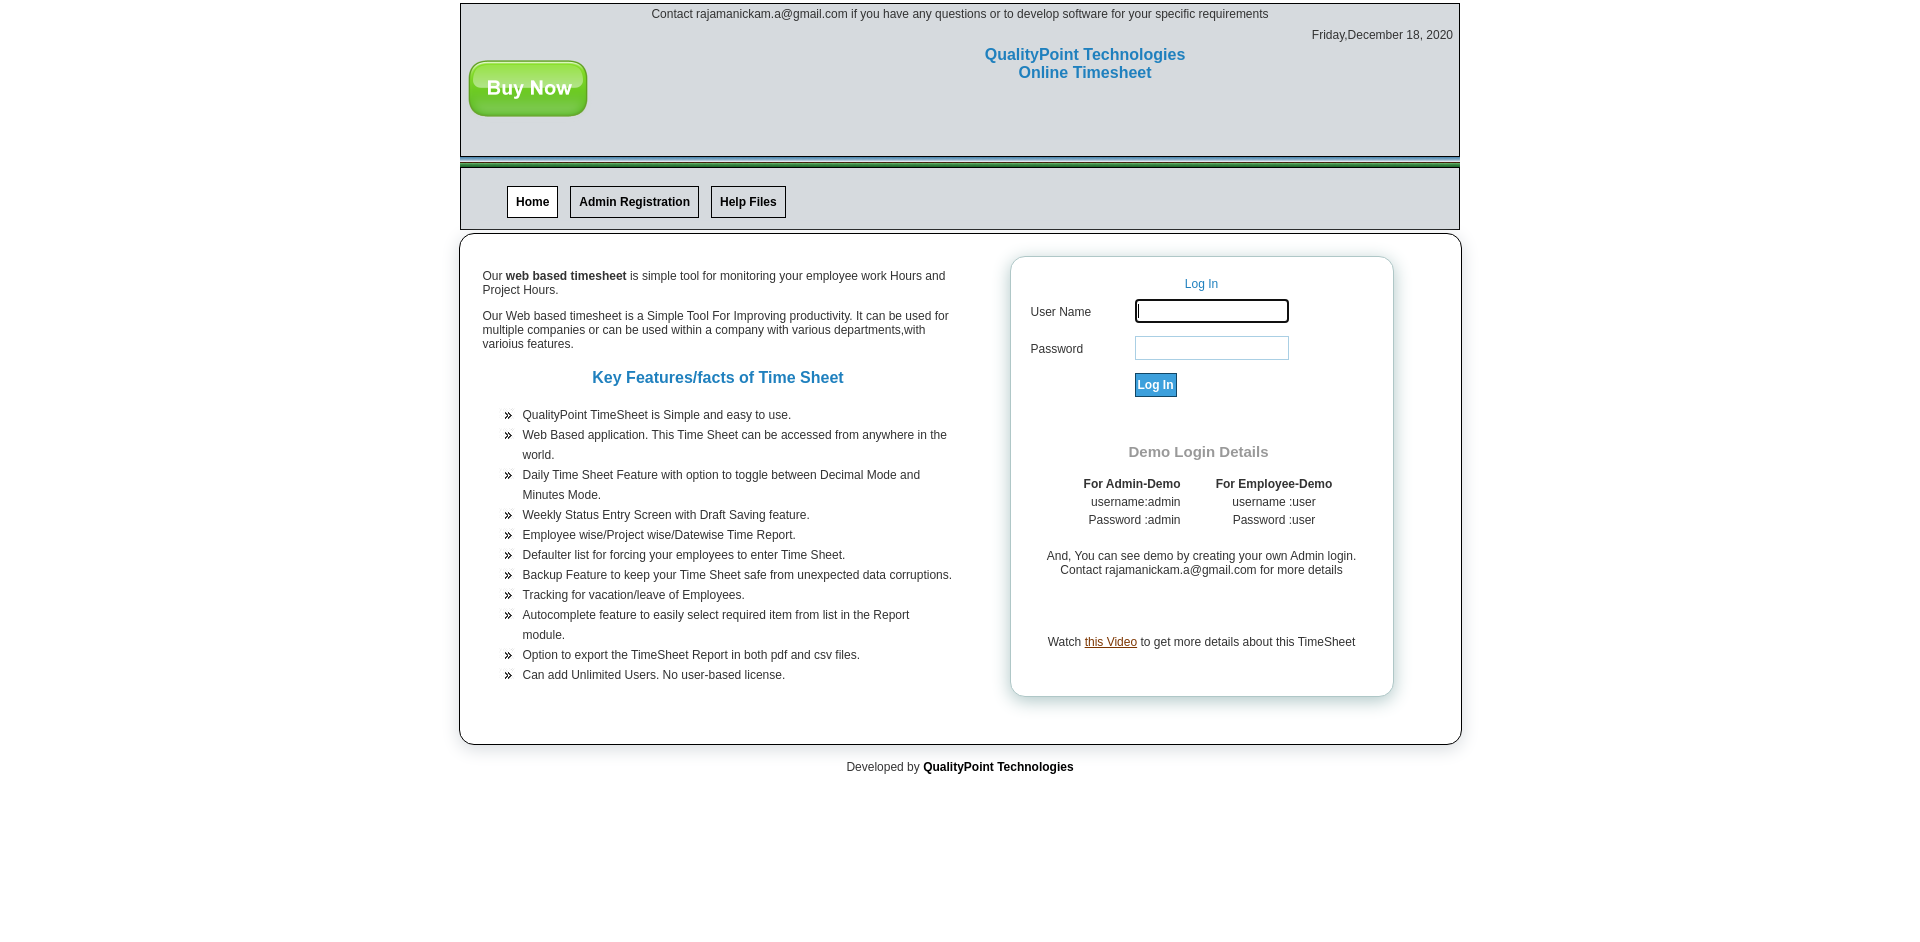 Contact rajamanickam.a@gmail.com if you have any questions or to develop software for your specific requirements
Friday,December 18, 2020
QualityPoint Technologies
Online Timesheet
Buy Now
Home
Admin Registration
Help Files
Our web based timesheet is simple tool for monitoring your employee work Hours and
Project Hours.
Our Web based timesheet is a Simple Tool For Improving productivity. It can be used for
multiple companies or can be used within a company with various departments,with
varioius features.
Key Features/facts of Time Sheet
» QualityPoint TimeSheet is Simple and easy to use.
» Web Based application. This Time Sheet can be accessed from anywhere in the
world.
» Daily Time Sheet Feature with option to toggle between Decimal Mode and
Minutes Mode.
» Weekly Status Entry Screen with Draft Saving feature.
» Employee wise/Project wise/Datewise Time Report.
» Defaulter list for forcing your employees to enter Time Sheet.
» Backup Feature to keep your Time Sheet safe from unexpected data corruptions.
» Tracking for vacation/leave of Employees.
» Autocomplete feature to easily select required item from list in the Report
module.
» Option to export the TimeSheet Report in both pdf and csv files.
» Can add Unlimited Users. No user-based license.
Log In
User Name
Password
Log In
Demo Login Details
For Admin-Demo For Employee-Demo
username:admin username :user
Password :admin Password :user
And, You can see demo by creating your own Admin login.
Contact rajamanickam.a@gmail.com for more details
Watch this Video to get more details about this TimeSheet
Developed by QualityPoint Technologies